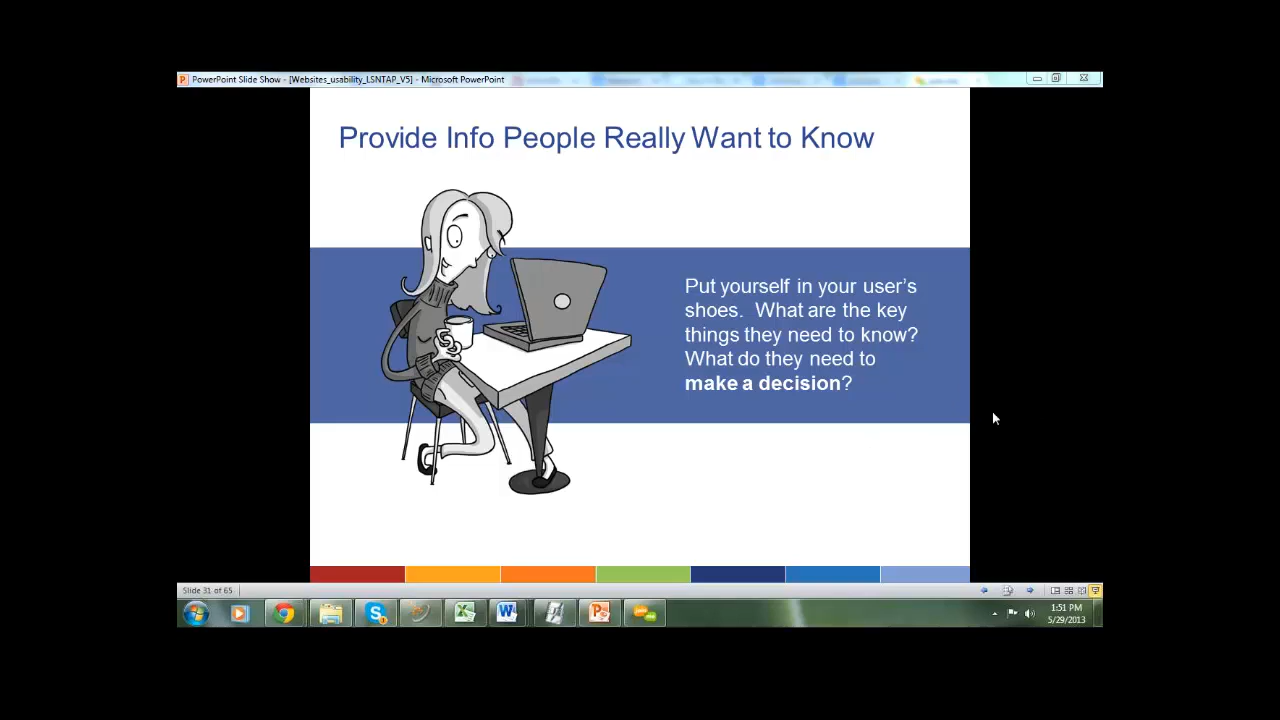 PowerPoint Slide Show - [Websites_usability_LSNTAP_V5] - Microsoft PowerPoint
Provide Info People Really Want to Know
Put yourself in your user's
shoes.  What are the key
things they need to know?
What do they need to
make a decision?
Slide 31 of 65
1:51 PM
5/29/2013